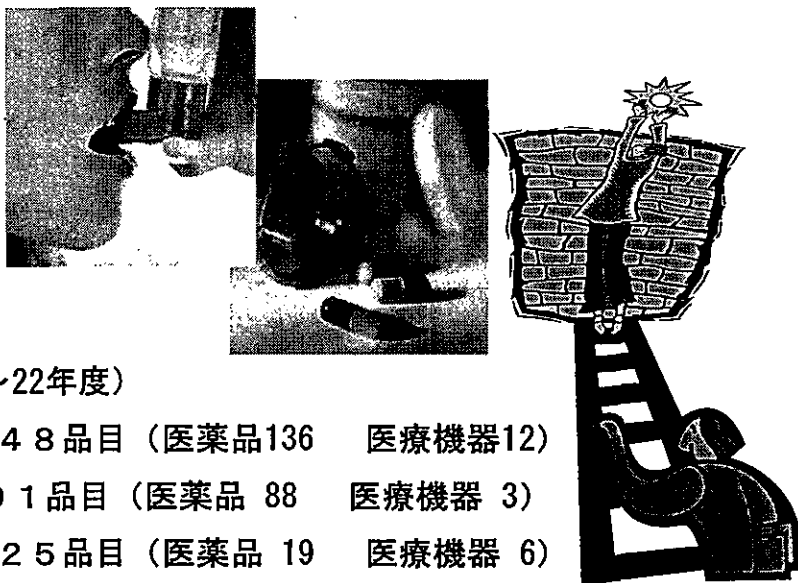 ~22年度)
４８品目（医薬品136　医療機器12）
１品目（医薬品 88　医療機器 3）
２５品目（医薬品 19　医療機器 6）